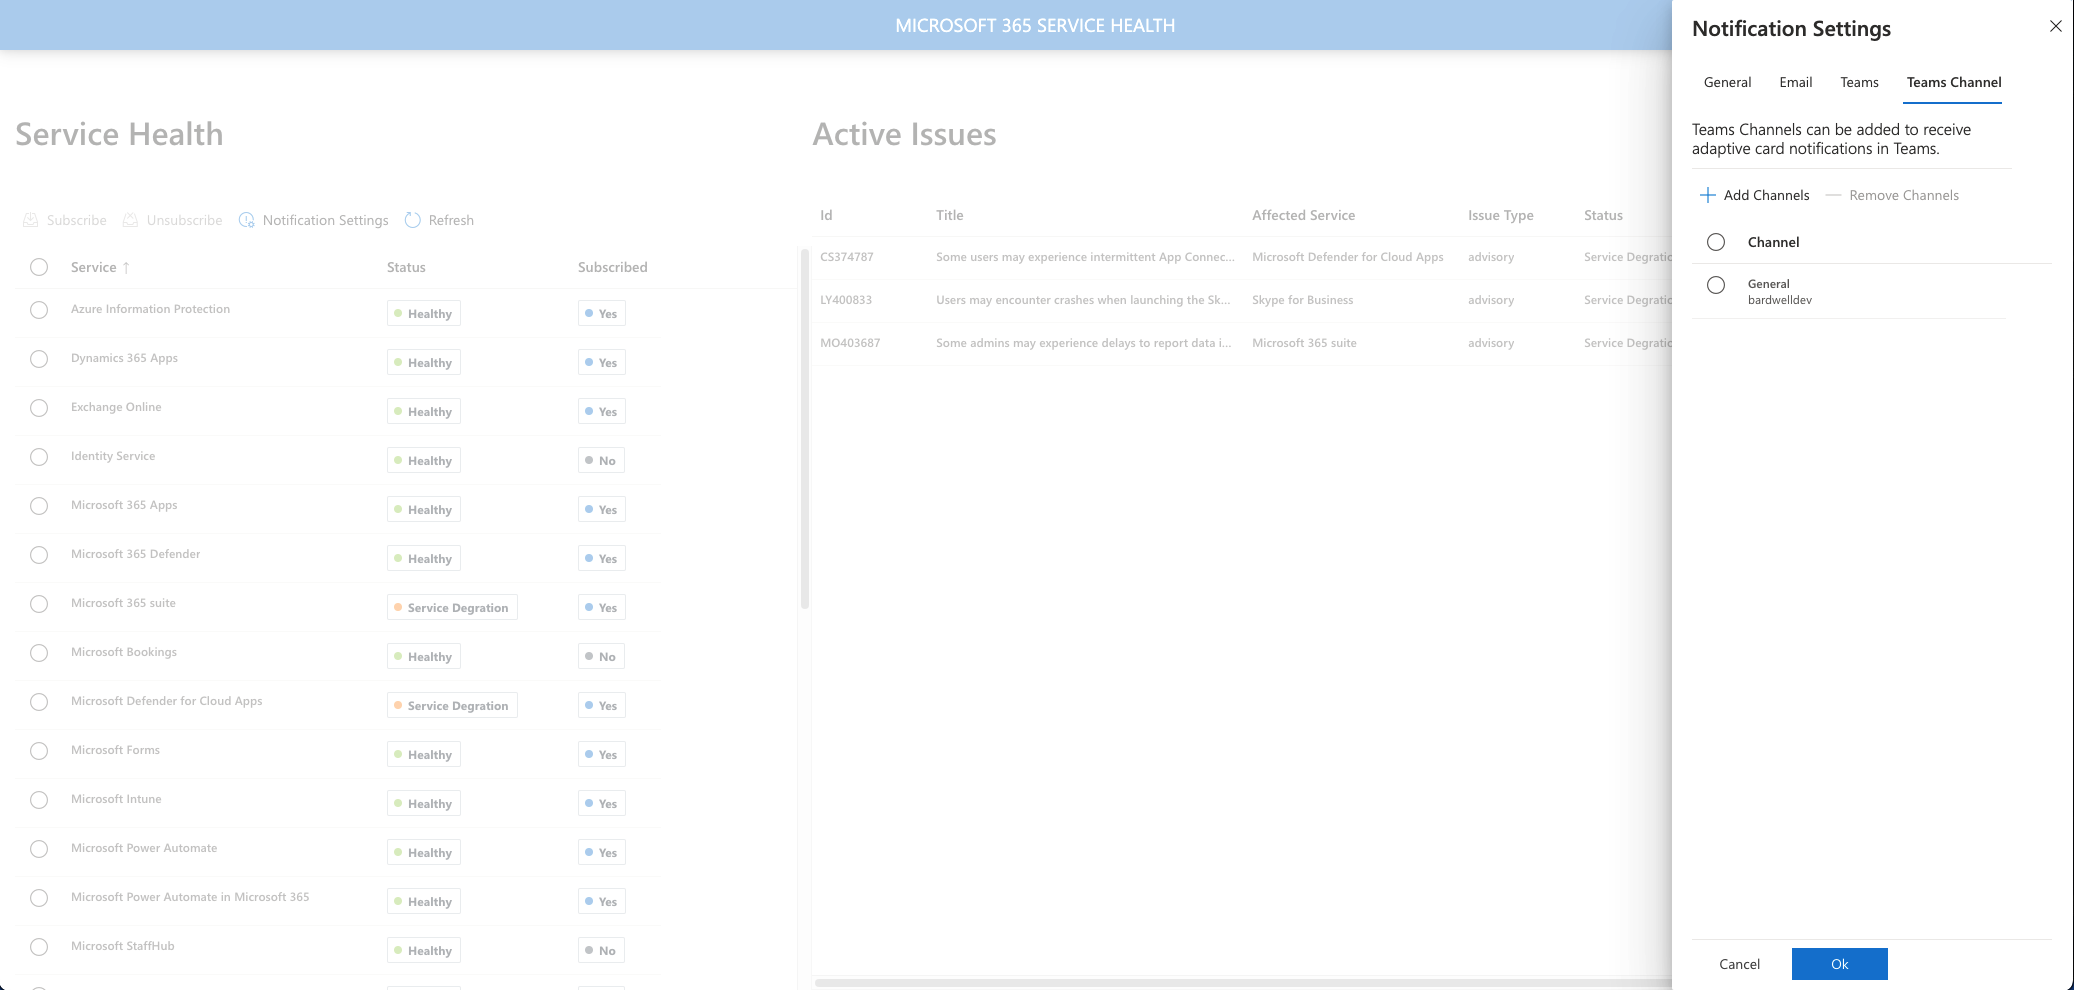 MICROSOFT 365 SERVICE HEALTH
Service Health
Subscribe Unsubscribe Notification Settings Refresh
Service ↑ Status Subscribed
Azure Information Protection Healthy Yes
Dynamics 365 Apps Healthy Yes
Exchange Online Healthy Yes
Identity Service Healthy No
Microsoft 365 Apps Healthy Yes
Microsoft 365 Defender Healthy Yes
Microsoft 365 suite Service Degration Yes
Microsoft Bookings Healthy No
Microsoft Defender for Cloud Apps Service Degration Yes
Microsoft Forms Healthy Yes
Microsoft Intune Healthy Yes
Microsoft Power Automate Healthy Yes
Microsoft Power Automate in Microsoft 365 Healthy Yes
Microsoft StaffHub Healthy No
Active Issues
Id Title Affected Service Issue Type Status
CS374787 Some users may experience intermittent App Connec... Microsoft Defender for Cloud Apps advisory Service Degratio
LY400833 Users may encounter crashes when launching the Sk... Skype for Business advisory Service Degratio
MO403687 Some admins may experience delays to report data i... Microsoft 365 suite advisory Service Degratio
Notification Settings
General Email Teams Teams Channel
Teams Channels can be added to receive
adaptive card notifications in Teams.
Add Channels Remove Channels
Channel
General
bardwelldev
Cancel Ok